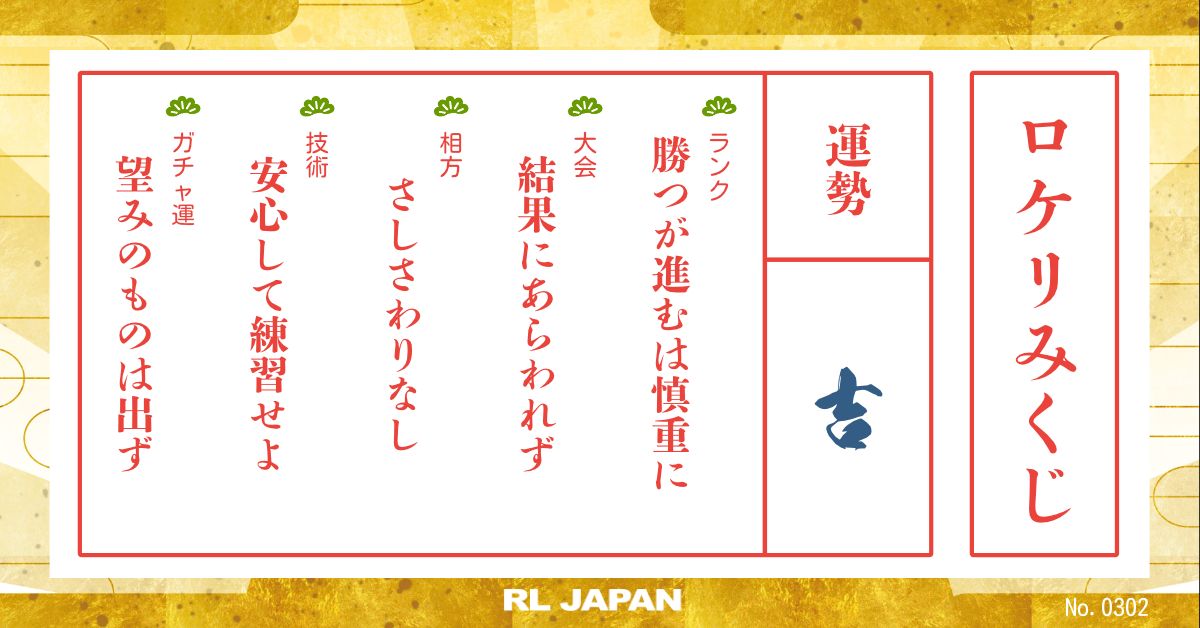 ロケリみくじ
運勢
吉
ランク
勝つが進むは慎重に
大会
結果にあらわれず
相方
さしさわりなし
技術
安心して練習せよ
ガチャ運
望みのものは出ず
RL JAPAN
No. 0302